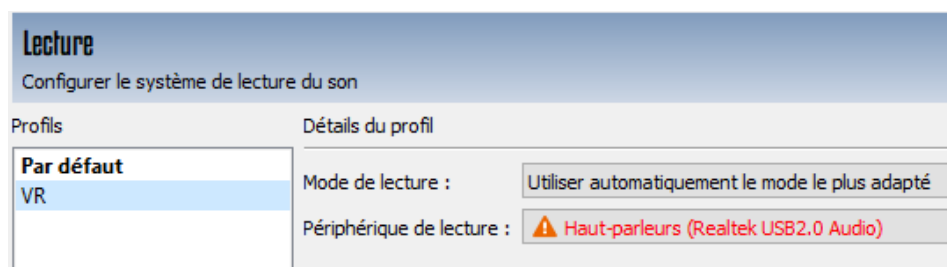 Lecture
Configurer le système de lecture du son
Profils
Détails du profil
Par défaut
VR
Mode de lecture :
Utiliser automatiquement le mode le plus adapté
Périphérique de lecture :
Haut-parleurs (Realtek USB2.0 Audio)